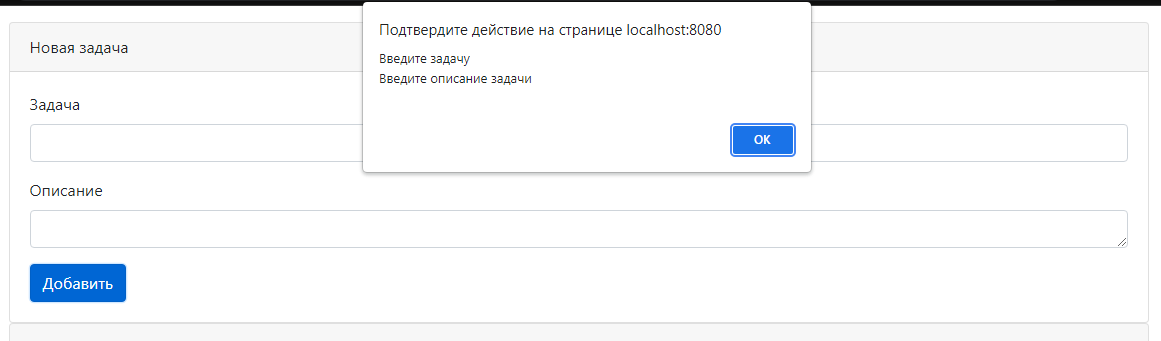 Новая задача
Подтвердите действие на странице localhost:8080
Введите задачу
Введите описание задачи
OK
Задача
Описание
Добавить